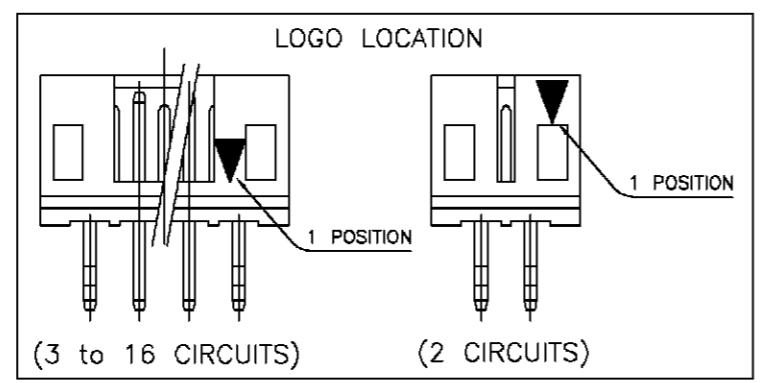 LOGO LOCATION
1 POSITION
1 POSITION
(3 to 16 CIRCUITS)
(2 CIRCUITS)